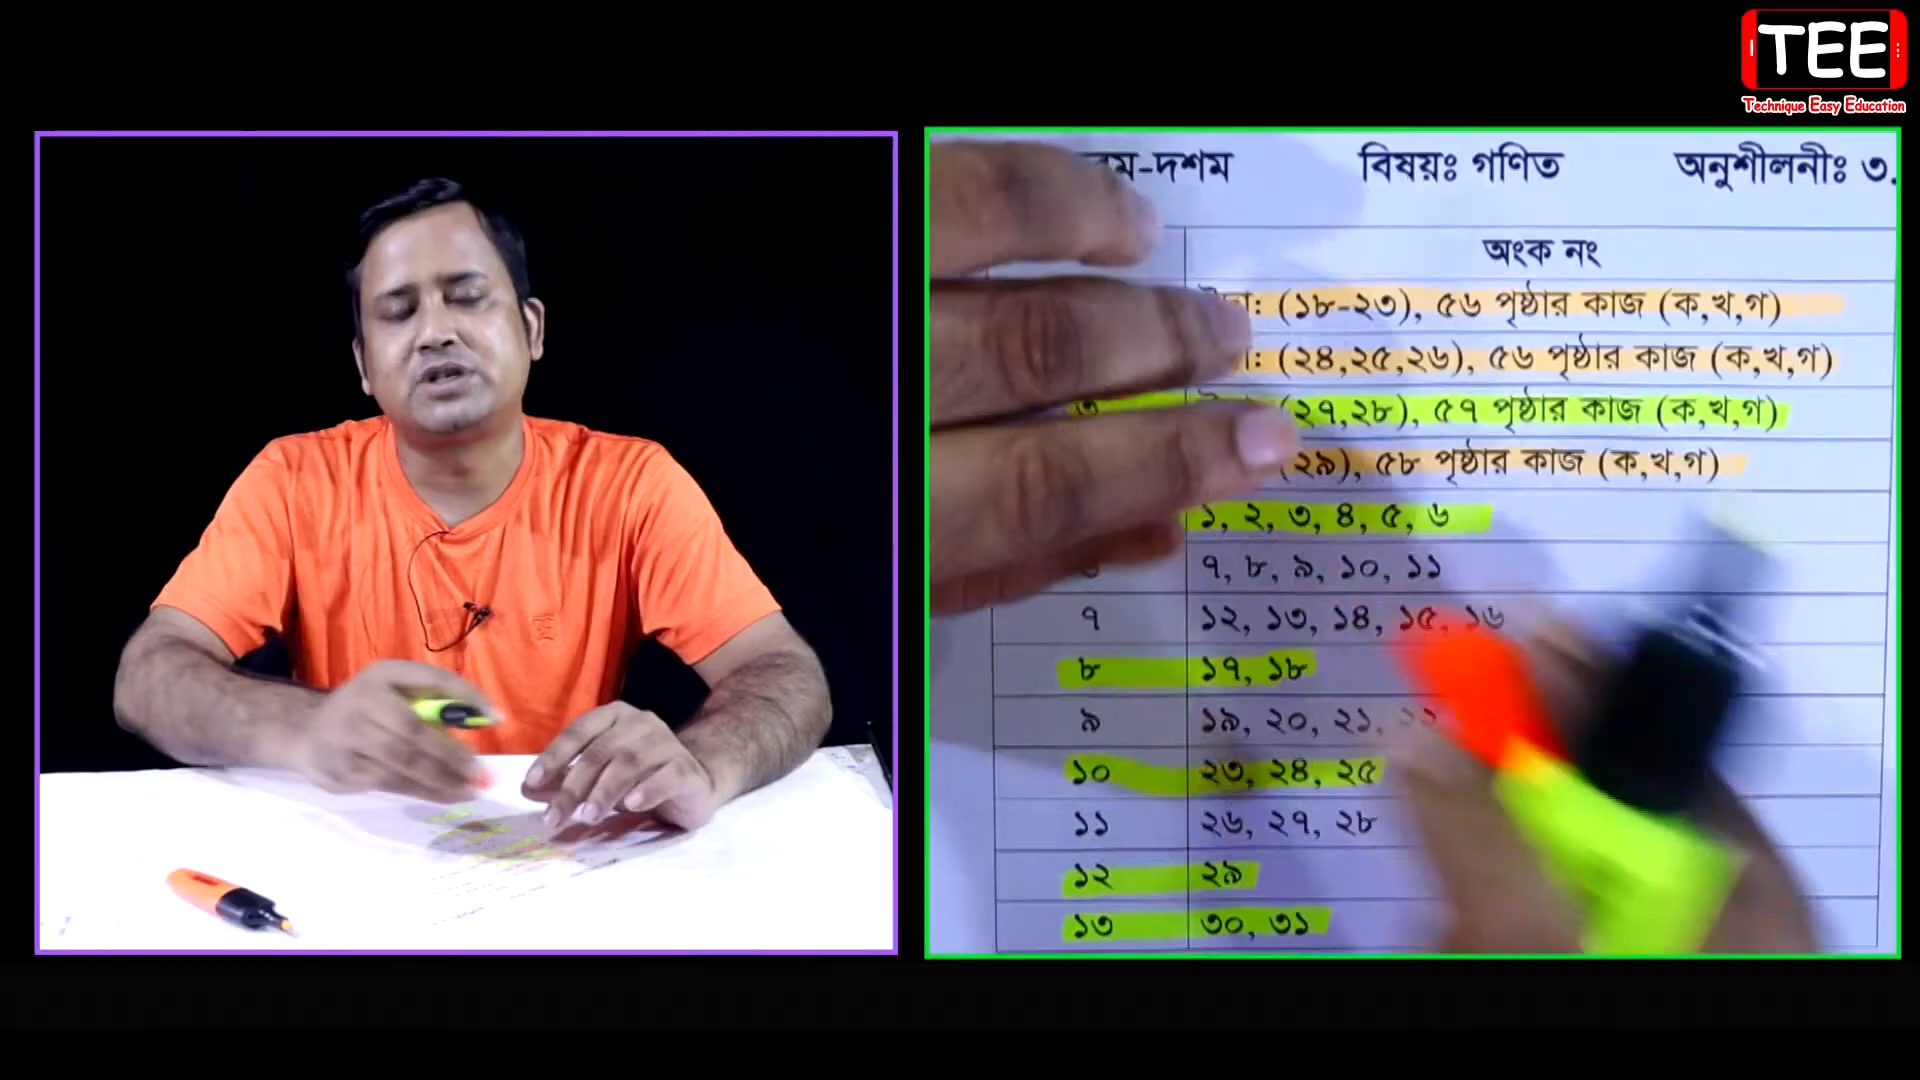 TEE
Technique Easy Education
বিষয়ঃ গণিত অনুশীলনীঃ ৩.
অংক নং
(১৮-২৩), ৫৬ পৃষ্ঠার কাজ (ক,খ,গ)
(২৪,২৫,২৬), ৫৬ পৃষ্ঠার কাজ (ক,খ,গ)
(২৭,২৮), ৫৭ পৃষ্ঠার কাজ (ক,খ,গ)
(২৯), ৫৮ পৃষ্ঠার কাজ (ক,খ,গ)
১, ২, ৩, ৪, ৫, ৬
৭, ৮, ৯, ১০, ১১
৭ ১২, ১৩, ১৪, ১৫, ১৬
৮ ১৭, ১৮
৯ ১৯, ২০, ২১,
১০ ২৩, ২৪, ২৫
১১ ২৬, ২৭, ২৮
১২ ২৯
১৩ ৩০, ৩১